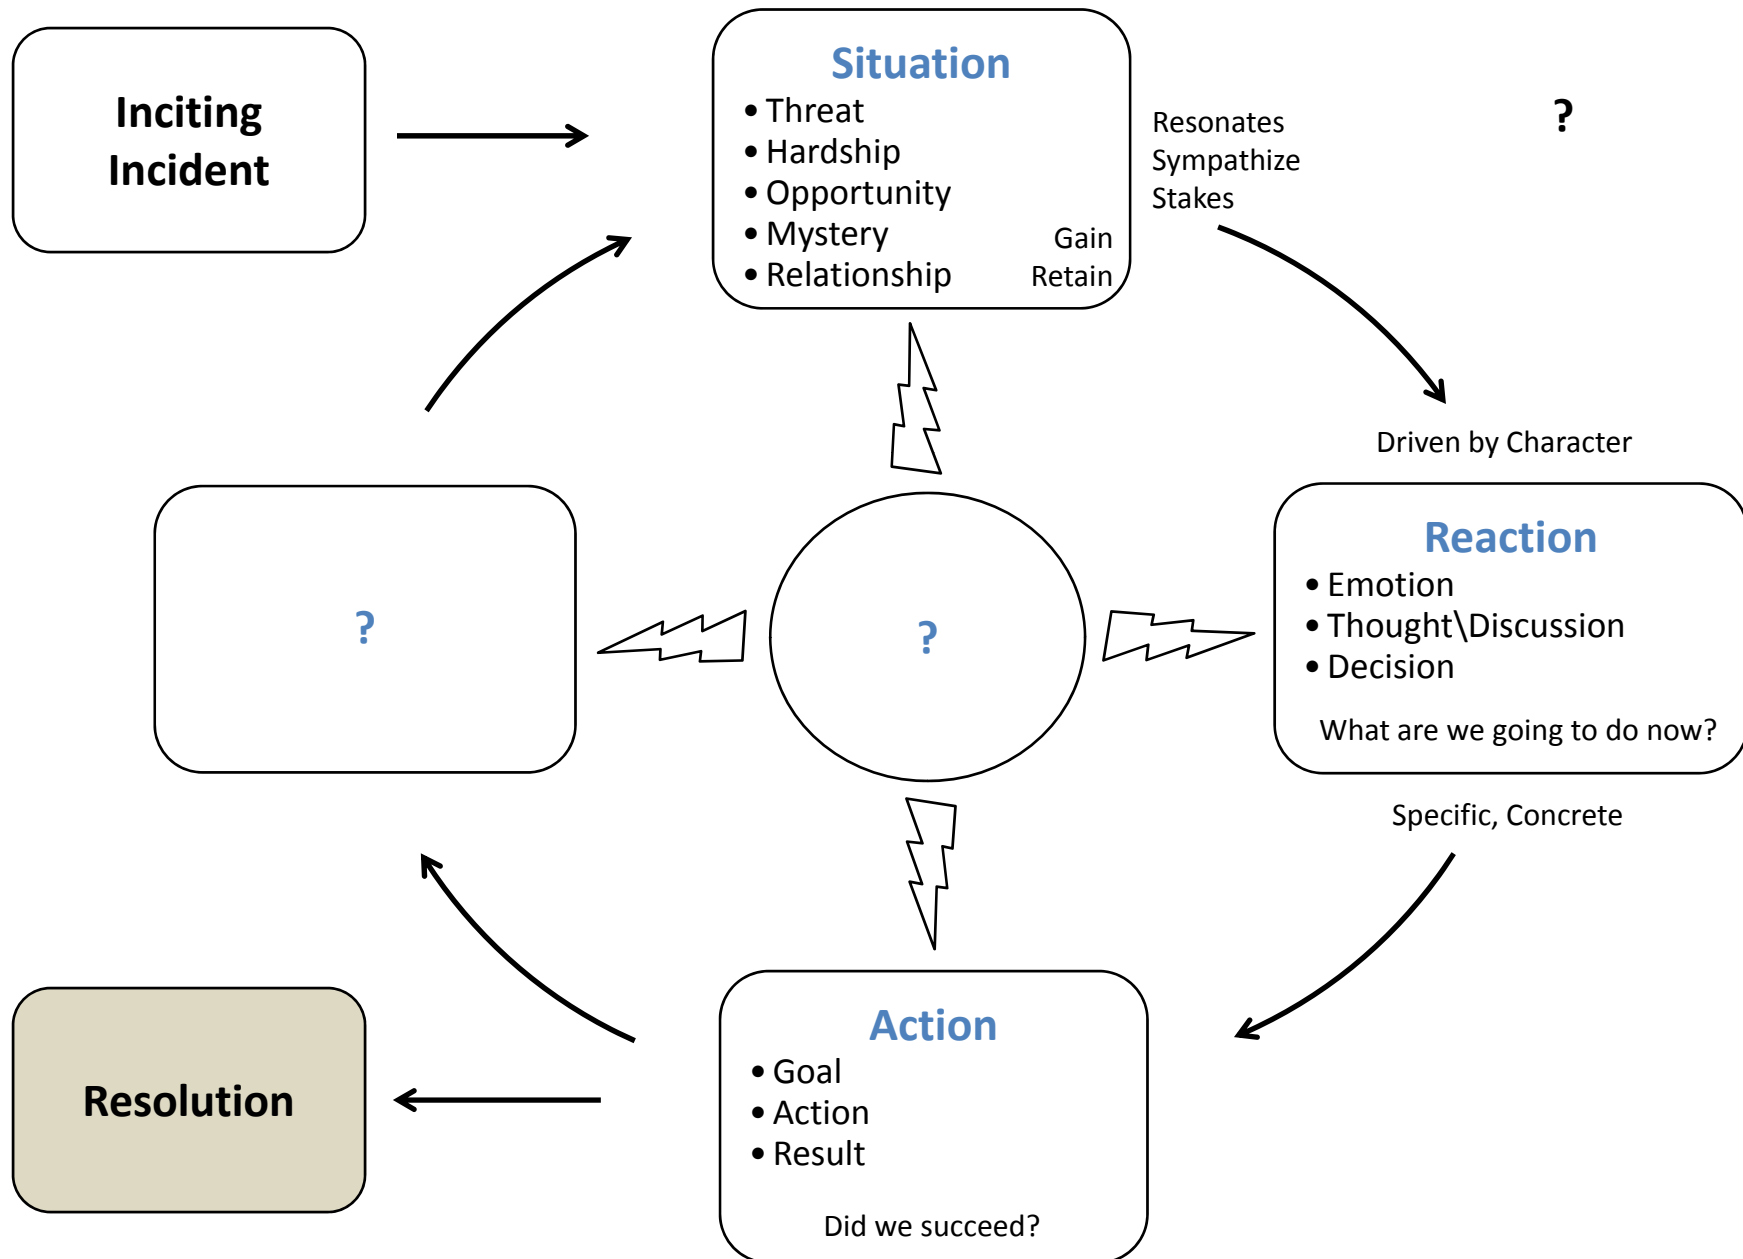 Inciting
Incident
Situation
• Threat
• Hardship
• Opportunity
• Mystery
• Relationship
Gain
Retain
Resonates
Sympathize
Stakes
?
Driven by Character
?
?
Reaction
• Emotion
• Thought\Discussion
• Decision
What are we going to do now?
Specific, Concrete
Action
• Goal
• Action
• Result
Did we succeed?
Resolution